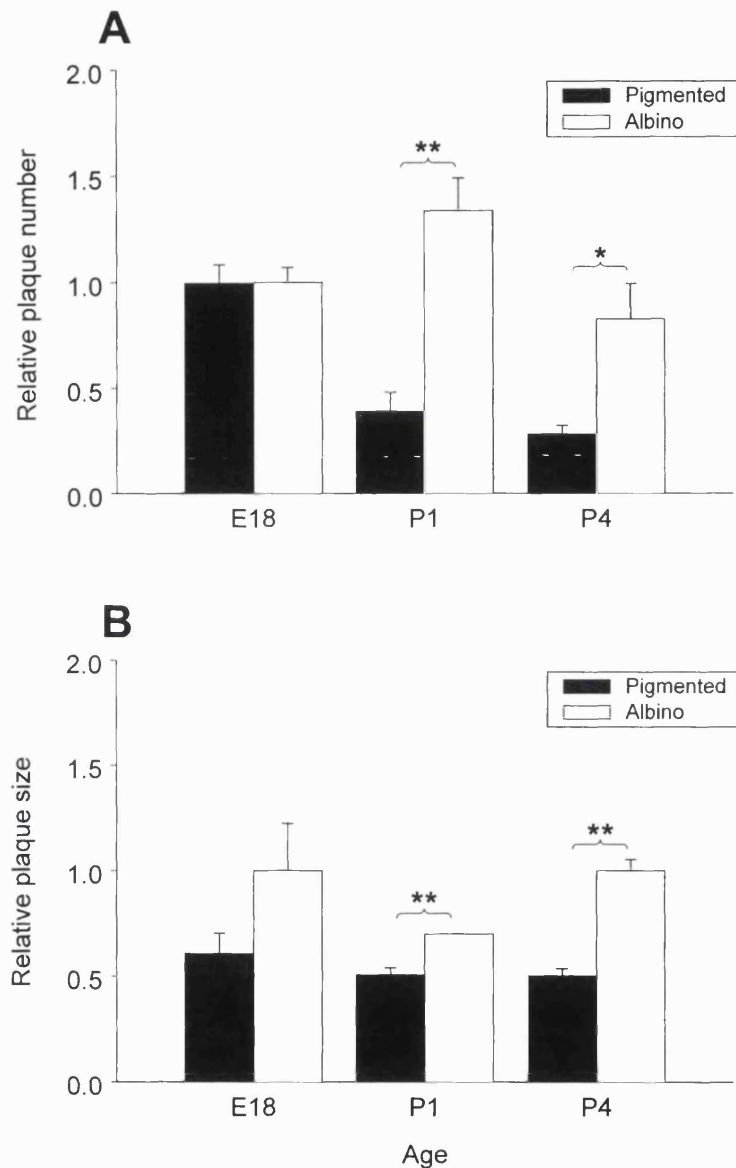 A
2.0
Pigmented
Albino
**
1.5
*
1.0
0.5
0.0
Relative plaque number
E18 P1 P4
B
2.0
Pigmented
Albino
1.5
**
1.0
**
0.5
0.0
Relative plaque size
E18 P1 P4
Age